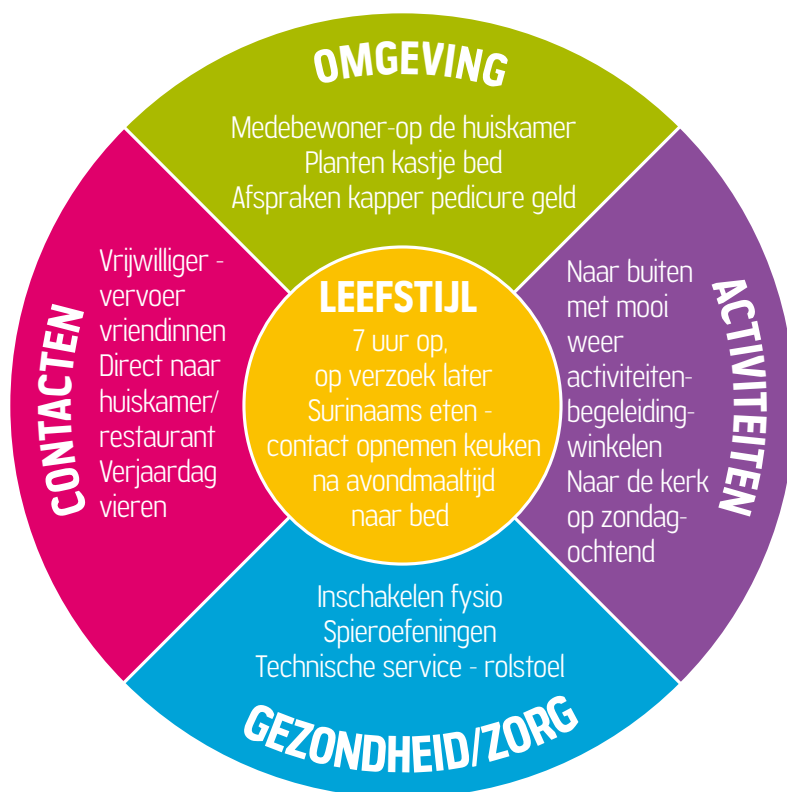 OMGEVING
Medebewoner-op de huiskamer
Planten kastje bed
Afspraken kapper pedicure geld
CONTACTEN
Vrijwilliger -
vervoer
vriendinnen
Direct naar
huiskamer/
restaurant
Verjaardag
vieren
LEEFSTIJL
7 uur op,
op verzoek later
Surinaams eten -
contact opnemen keuken
na avondmaaltijd
naar bed
ACTIVITEITEN
Naar buiten
met mooi
weer
activiteiten-
begeleiding-
winkelen
Naar de kerk
op zondag-
ochtend
Inschakelen fysio
Spieroefeningen
Technische service - rolstoel
GEZONDHEID/ZORG